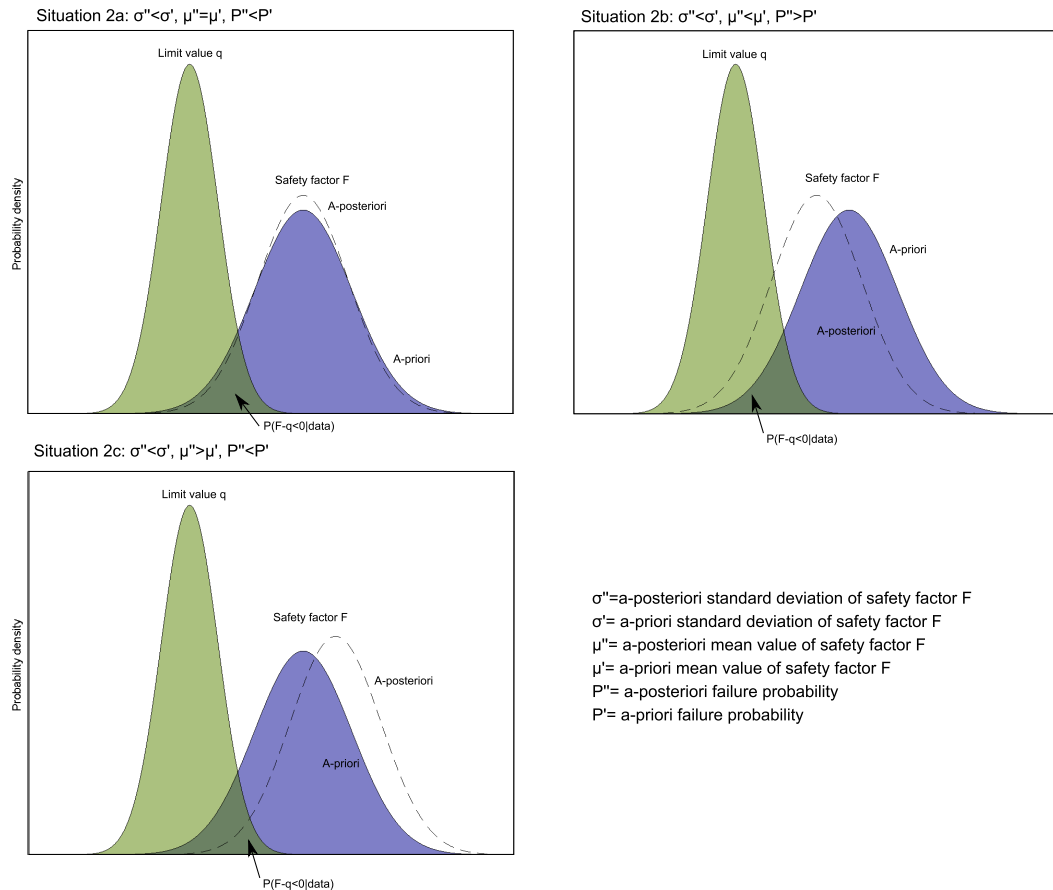 Situation 2a: σ''<σ', μ''=μ', P''<P'
Limit value q
Safety factor F
A-posteriori
A-priori
P(F-q<0|data)
Probability density
Situation 2b: σ''<σ', μ''<μ', P''>P'
Limit value q
Safety factor F
A-priori
A-posteriori
P(F-q<0|data)
Situation 2c: σ''<σ', μ''>μ', P''<P'
Limit value q
Safety factor F
A-posteriori
A-priori
P(F-q<0|data)
Probability density
σ''=a-posteriori standard deviation of safety factor F
σ'= a-priori standard deviation of safety factor F
μ''= a-posteriori mean value of safety factor F
μ'= a-priori mean value of safety factor F
P''= a-posteriori failure probability
P'= a-priori failure probability